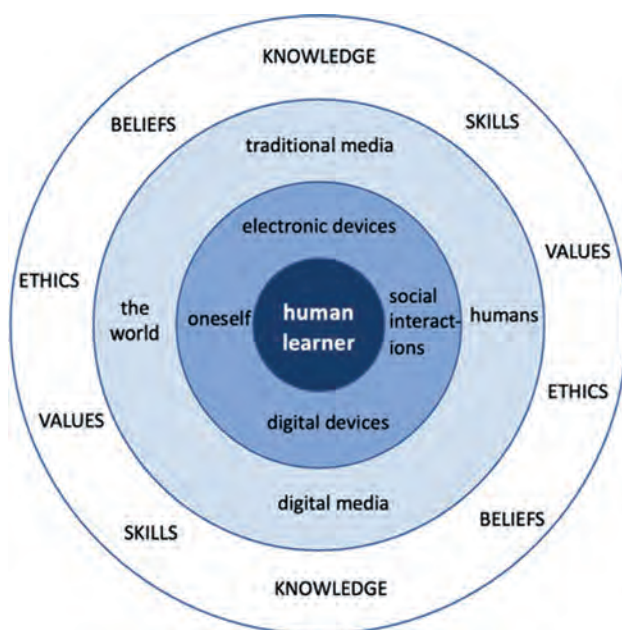 KNOWLEDGE
BELIEFS
SKILLS
traditional media
electronic devices
VALUES
ETHICS
the
world
oneself
human
learner
social
interact-
ions
humans
ETHICS
VALUES
digital devices
digital media
BELIEFS
SKILLS
KNOWLEDGE